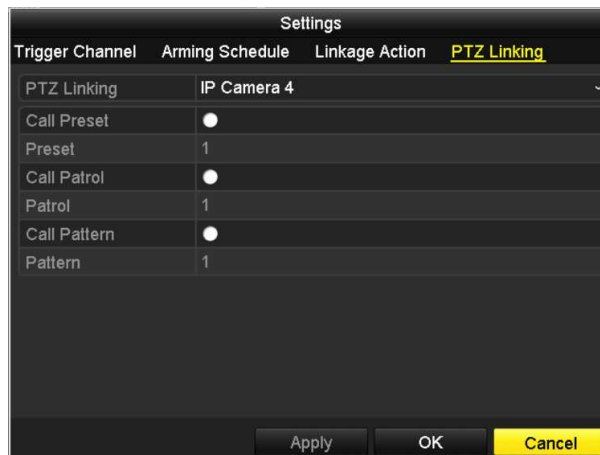 Settings
Trigger Channel Arming Schedule Linkage Action PTZ Linking
PTZ Linking IP Camera 4
Call Preset
Preset 1
Call Patrol
Patrol 1
Call Pattern
Pattern 1
Apply OK Cancel